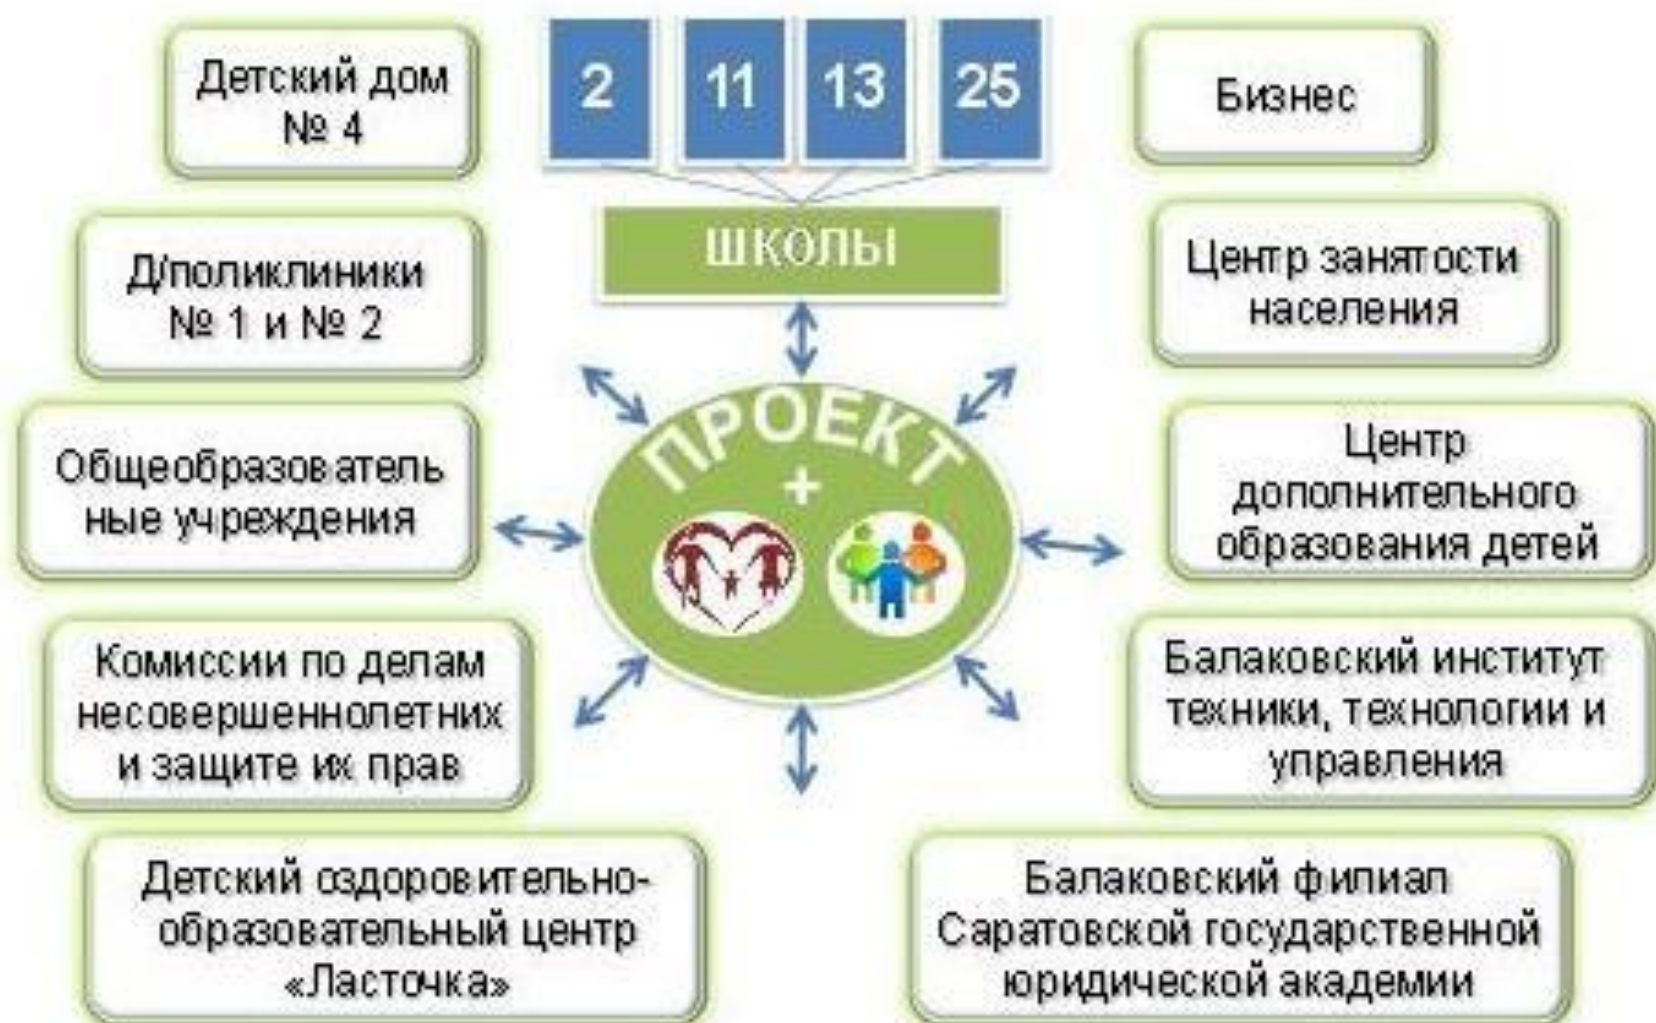 Детский дом
№ 4
2
11
13
25
Бизнес
ШКОЛЫ
Д/поликлиники
№ 1 и № 2
Центр занятости
населения
ПРОЕКТ
+
Общеобразователь
ные учреждения
Центр
дополнительного
образования детей
Комиссии по делам
несовершеннолетних
и защите их прав
Балаковский институт
техники, технологии и
управления
Детский оздоровительно-
образовательный центр
«Ласточка»
Балаковский филиал
Саратовской государственной
юридической академии